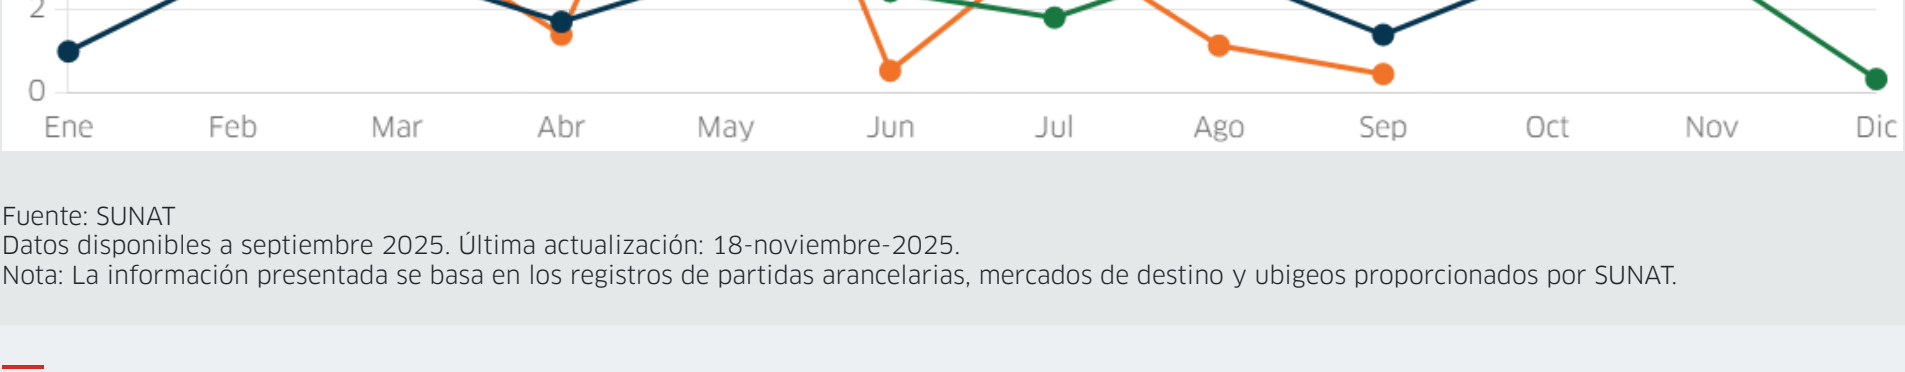 2
0
Ene Feb Mar Abr May Jun Jul Ago Sep Oct Nov Dic
Fuente: SUNAT
Datos disponibles a septiembre 2025. Última actualización: 18-noviembre-2025.
Nota: La información presentada se basa en los registros de partidas arancelarias, mercados de destino y ubigeos proporcionados por SUNAT.